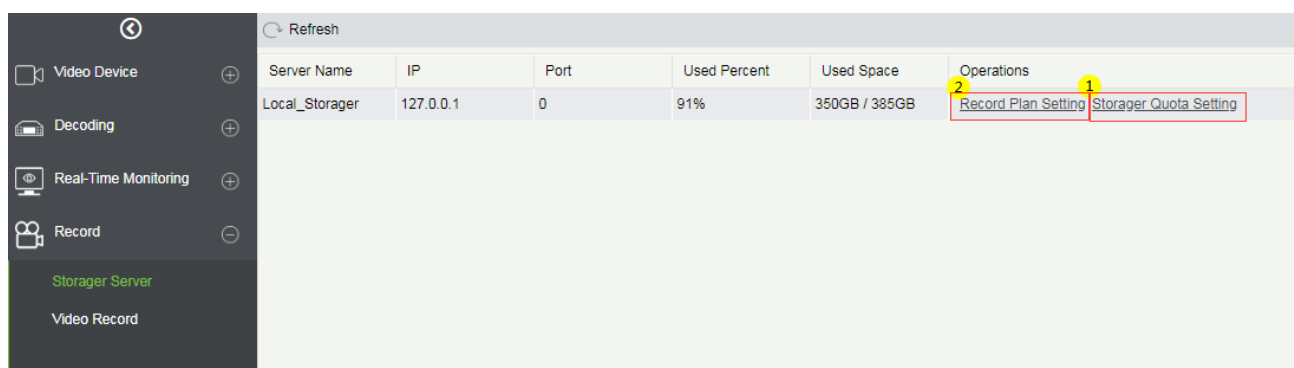 Refresh
Video Device
Decoding
Real-Time Monitoring
Record
Storager Server
Video Record
Server Name IP Port Used Percent Used Space Operations
2 1
Local_Storager 127.0.0.1 0 91% 350GB / 385GB Record Plan Setting Storager Quota Setting